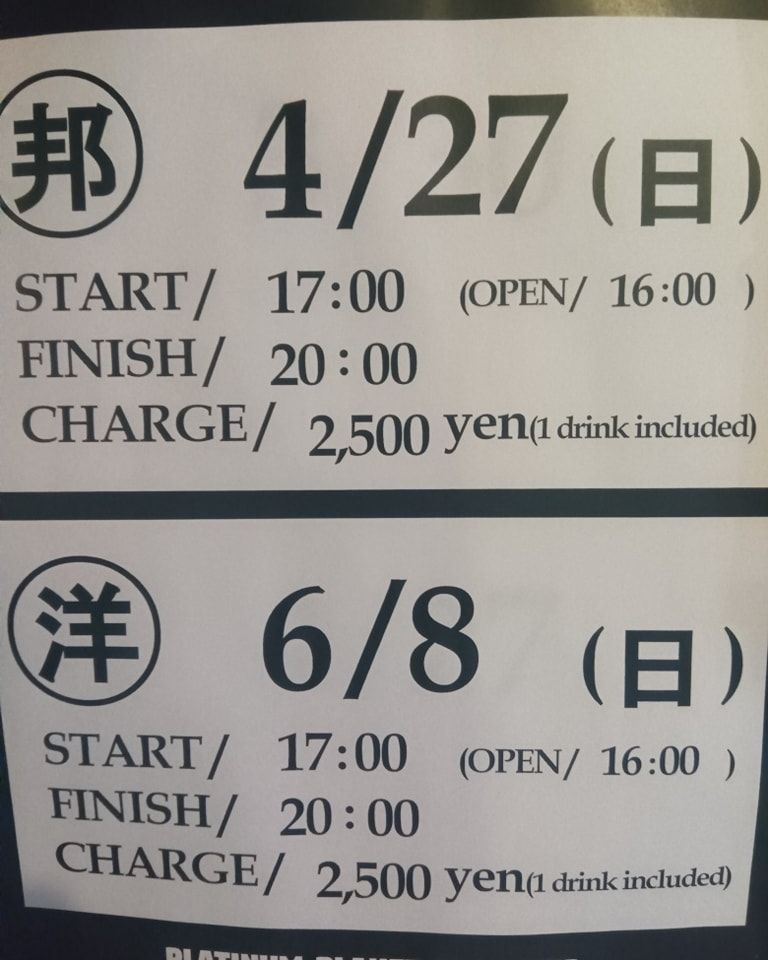 邦 4/27 (日)
START/ 17:00 (OPEN/ 16:00 )
FINISH/ 20:00
CHARGE/ 2,500 yen(1 drink included)
洋 6/8 (日)
START/ 17:00 (OPEN/ 16:00 )
FINISH/ 20:00
CHARGE/ 2,500 yen(1 drink included)
PLATINUM